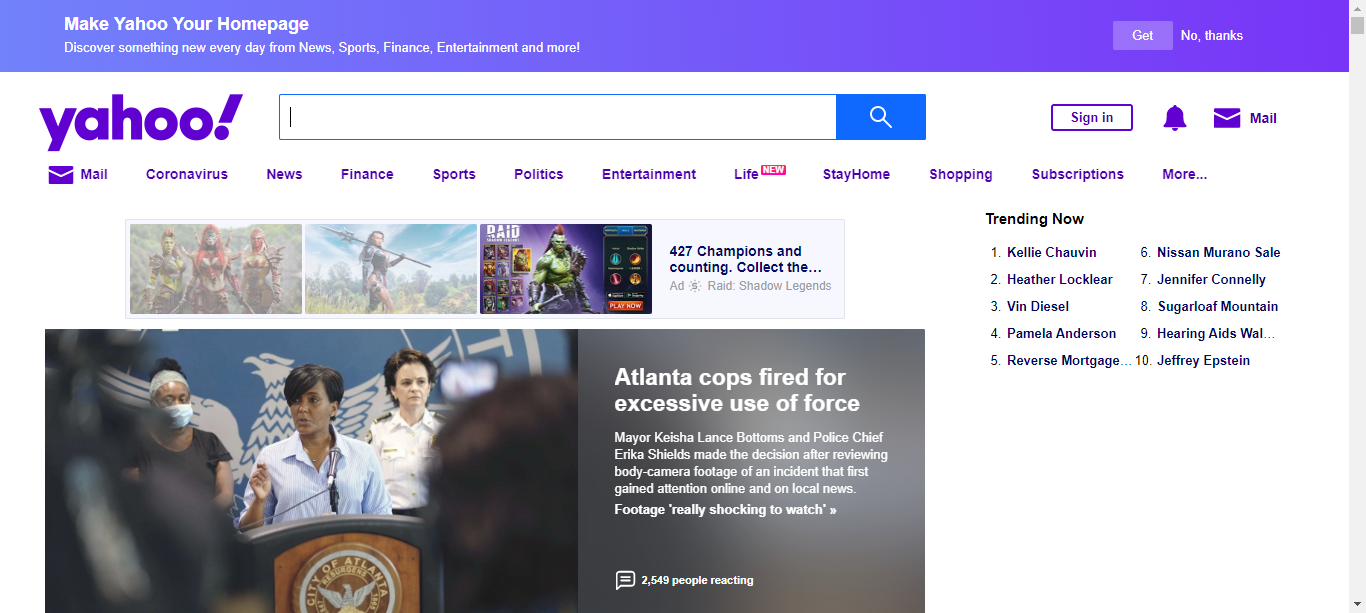 Make Yahoo Your Homepage
Discover something new every day from News, Sports, Finance, Entertainment and more!
Get
No, thanks
yahoo!
Sign in
Mail
Mail
Coronavirus
News
Finance
Sports
Politics
Entertainment
Life NEW
StayHome
Shopping
Subscriptions
More...
RAID
SHADOW LEGENDS
PLAY NOW
427 Champions and
counting. Collect the…
Ad Raid: Shadow Legends
Trending Now
1. Kellie Chauvin
2. Heather Locklear
3. Vin Diesel
4. Pamela Anderson
5. Reverse Mortgage…
6. Nissan Murano Sale
7. Jennifer Connelly
8. Sugarloaf Mountain
9. Hearing Aids Wal…
10. Jeffrey Epstein
Atlanta cops fired for
excessive use of force
Mayor Keisha Lance Bottoms and Police Chief
Erika Shields made the decision after reviewing
body-camera footage of an incident that first
gained attention online and on local news.
Footage 'really shocking to watch' »
2,549 people reacting
CITY OF ATLANTA
RESURGENS